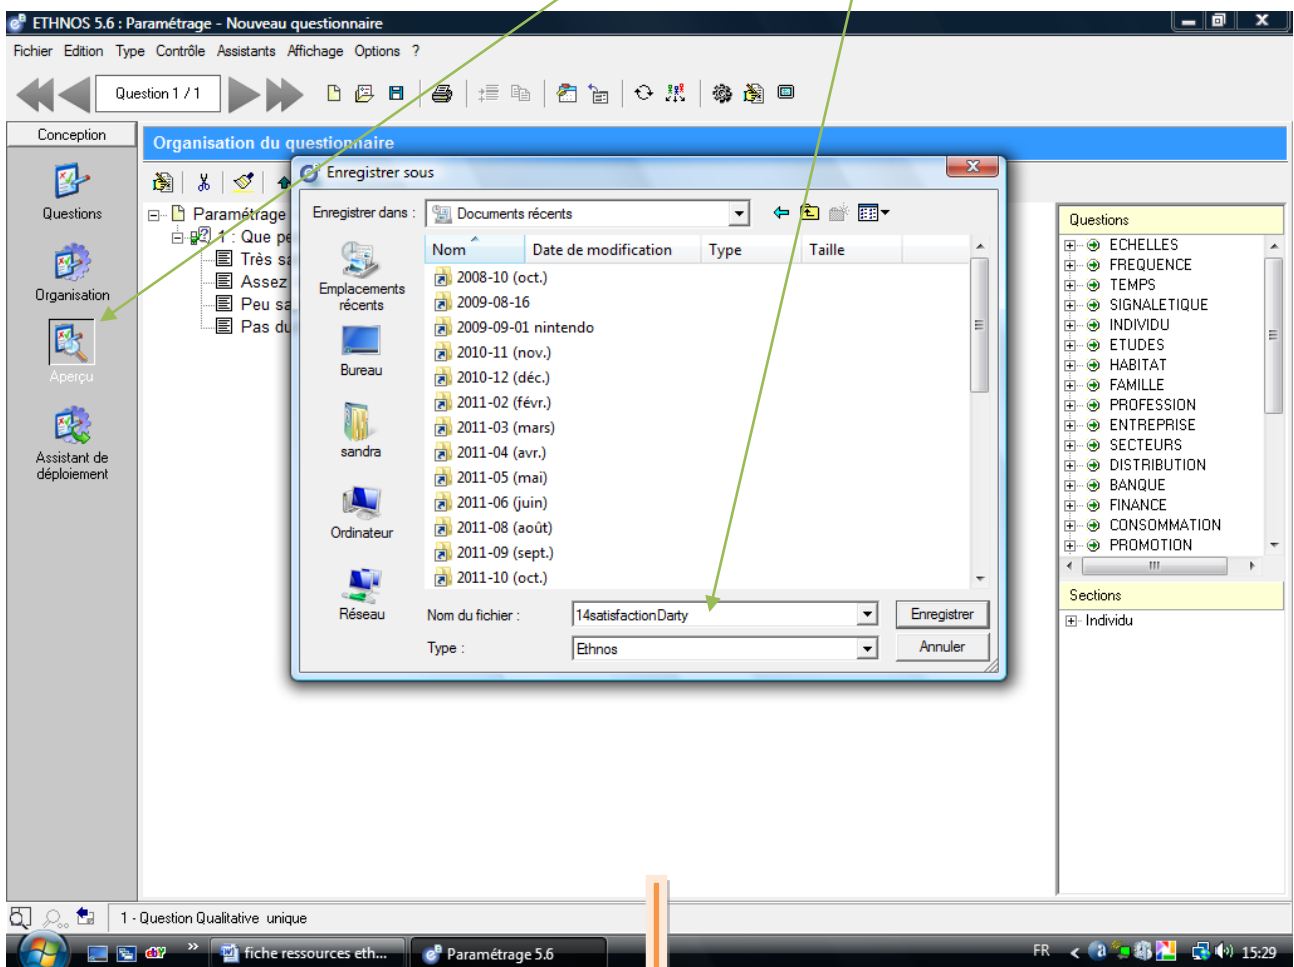 ETHNOS 5.6 : Paramétrage - Nouveau questionnaire
Fichier Edition Type Contrôle Assistants Affichage Options ?
Question 1 / 1
Conception
Organisation du questionnaire
Questions
Organisation
Aperçu
Assistant de
déploiement
Paramétrage
1 : Que pe
Très sa
Assez
Peu sa
Pas du
Enregistrer sous
Enregistrer dans : Documents récents
Nom Date de modification Type Taille
Emplacements
récents
Bureau
sandra
Ordinateur
Réseau
2008-10 (oct.)
2009-08-16
2009-09-01 nintendo
2010-11 (nov.)
2010-12 (déc.)
2011-02 (févr.)
2011-03 (mars)
2011-04 (avr.)
2011-05 (mai)
2011-06 (juin)
2011-08 (août)
2011-09 (sept.)
2011-10 (oct.)
Nom du fichier : 14satisfactionDarty Enregistrer
Type : Ethnos Annuler
Questions
ECHELLES
FREQUENCE
TEMPS
SIGNALETIQUE
INDIVIDU
ETUDES
HABITAT
FAMILLE
PROFESSION
ENTREPRISE
SECTEURS
DISTRIBUTION
BANQUE
FINANCE
CONSOMMATION
PROMOTION
Sections
Individu
1 - Question Qualitative unique
fiche ressources eth... Paramétrage 5.6 FR 15:29